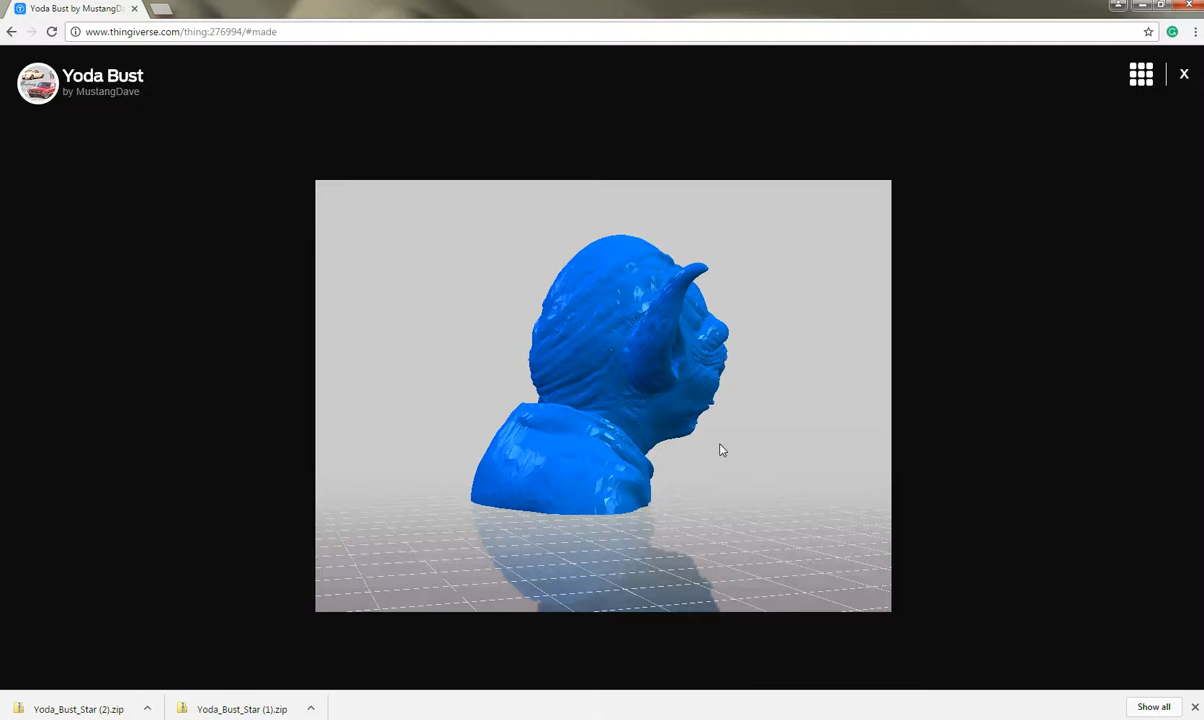 Yoda Bust by MustangD
www.thingiverse.com/thing:276994/#made
Yoda Bust
by MustangDave
X
Yoda_Bust_Star (2).zip
Yoda_Bust_Star (1).zip
Show all